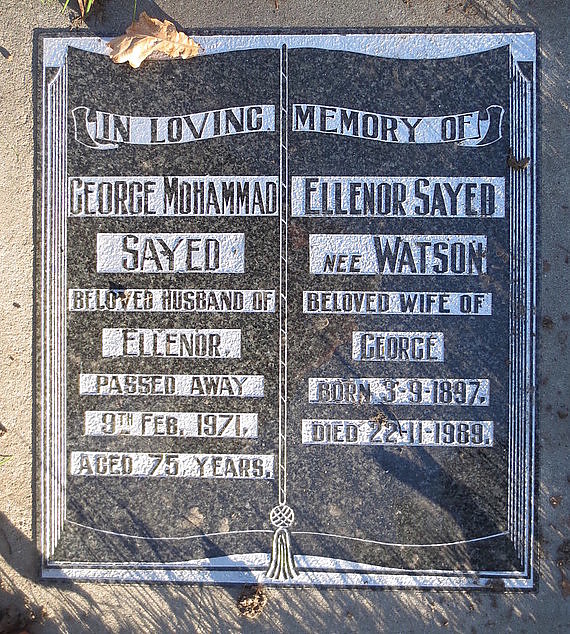 IN LOVING MEMORY OF
GEORGE MOHAMMAD
SAYED
BELOVED HUSBAND OF
ELLENOR.
PASSED AWAY
9TH FEB. 1971.
AGED 75 YEARS.
ELLENOR SAYED
NEE WATSON
BELOVED WIFE OF
GEORGE
BORN 3-9-1897.
DIED 22-11-1989.